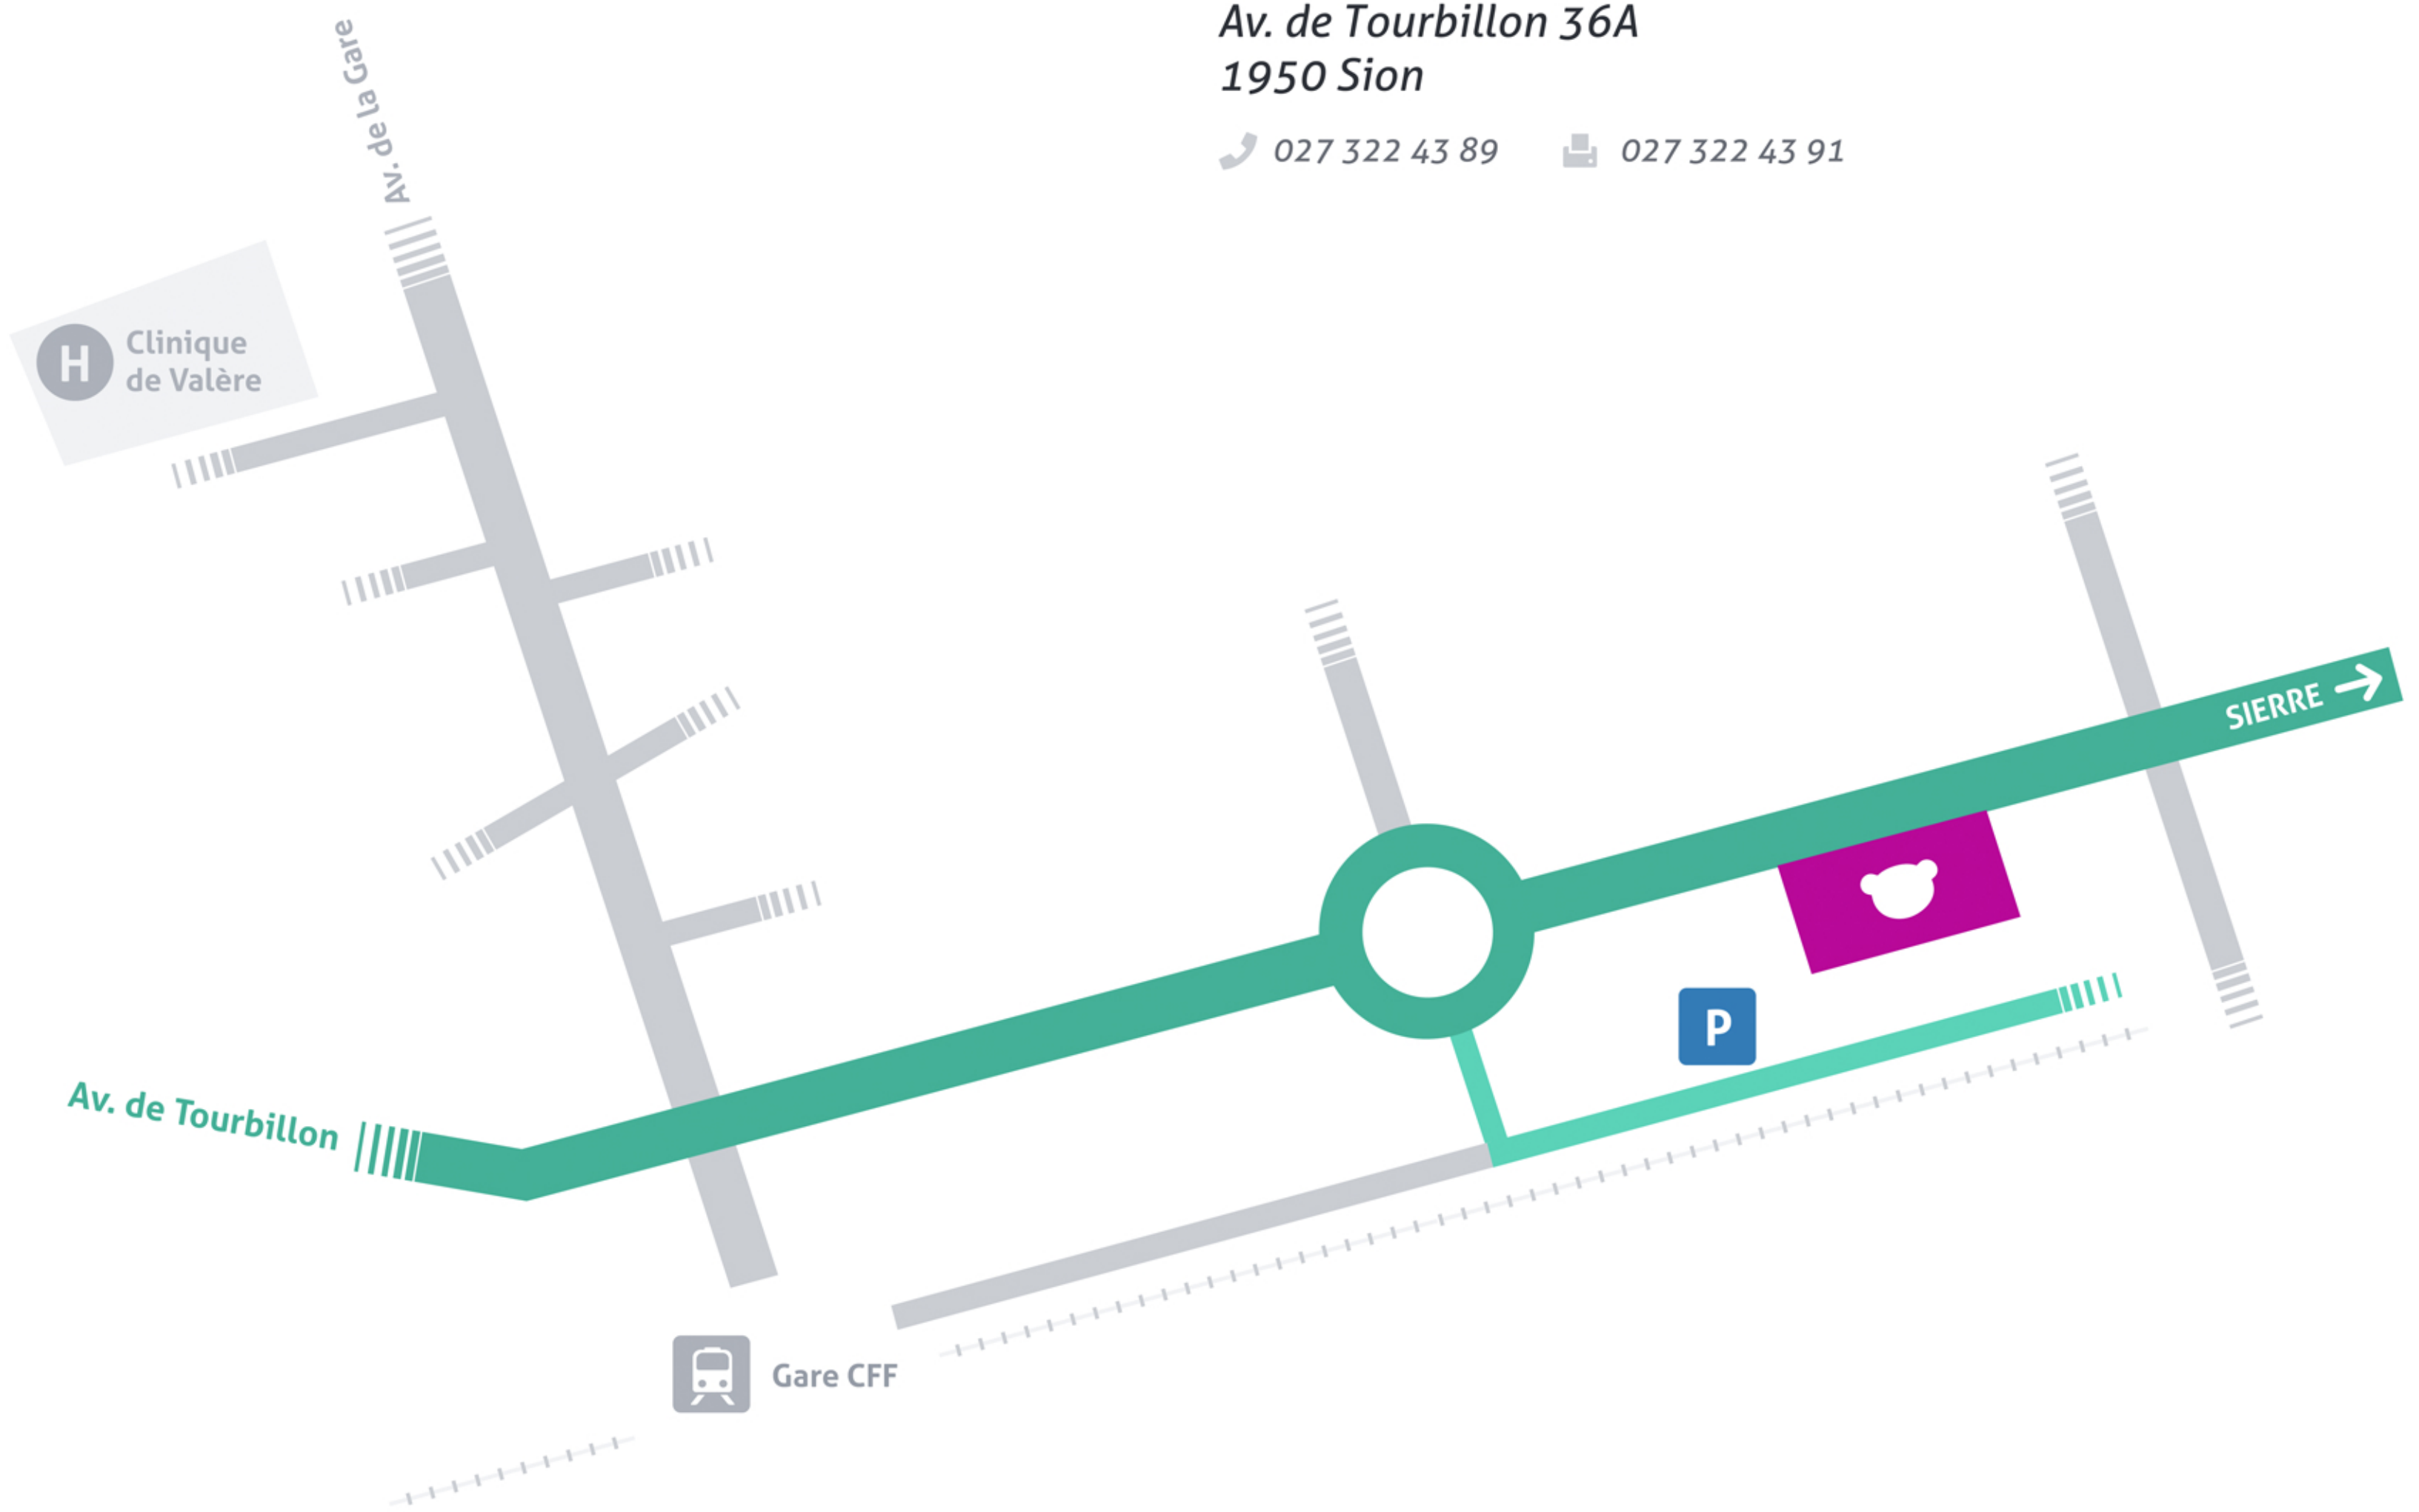 Av. de Tourbillon 36A
1950 Sion
027 322 43 89
027 322 43 91
Av. de la Gare
H
Clinique
de Valère
SIERRE →
P
Av. de Tourbillon
Gare CFF